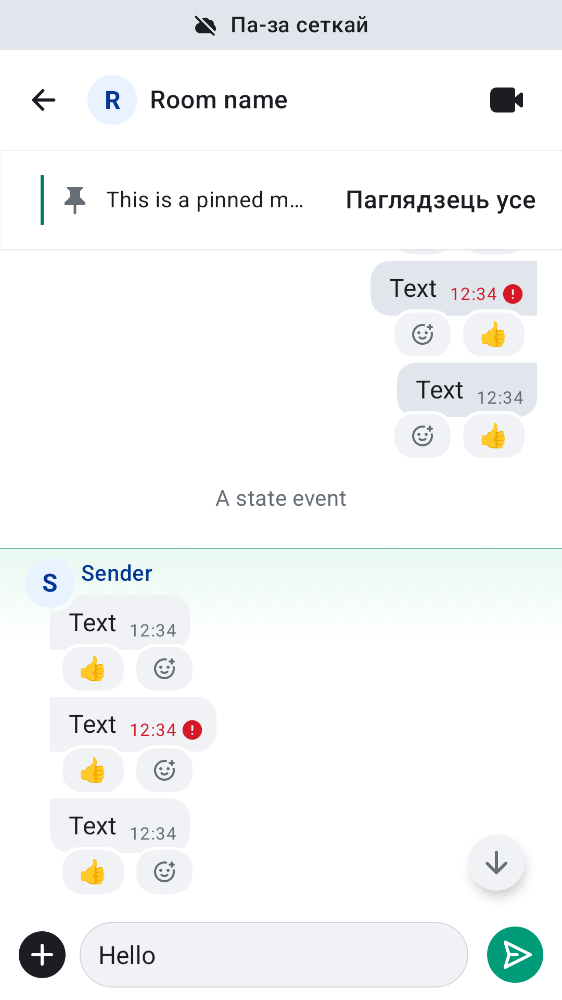 Па-за сеткай
R Room name
This is a pinned m… Паглядзець усе
Text 12:34
Text 12:34
A state event
S Sender
Text 12:34
Text 12:34
Text 12:34
Hello